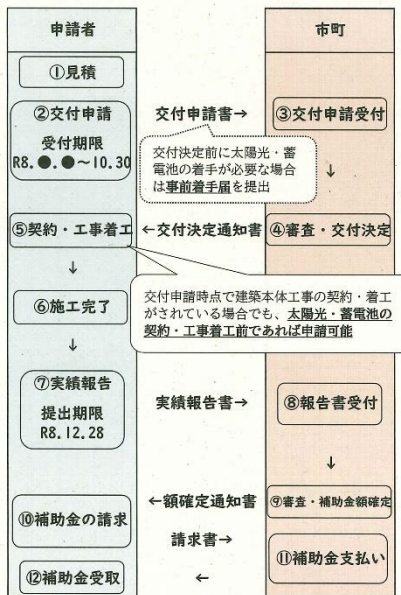 申請者
市町
①見積
②交付申請
受付期限
R8.●.●～10.30
交付申請書→
③交付申請受付
交付決定前に太陽光・蓄
電池の着手が必要な場合
は事前着手届を提出
↓
⑤契約・工事着工
←交付決定通知書
④審査・交付決定
↓
交付申請時点で建築本体工事の契約・着工
がされている場合でも、太陽光・蓄電池の
契約・工事着工前であれば申請可能
⑥施工完了
↓
⑦実績報告
提出期限
R8.12.28
実績報告書→
⑧報告書受付
↓
←額確定通知書
⑨審査・補助金額確定
⑩補助金の請求
請求書→
⑪補助金支払い
⑫補助金受取
←